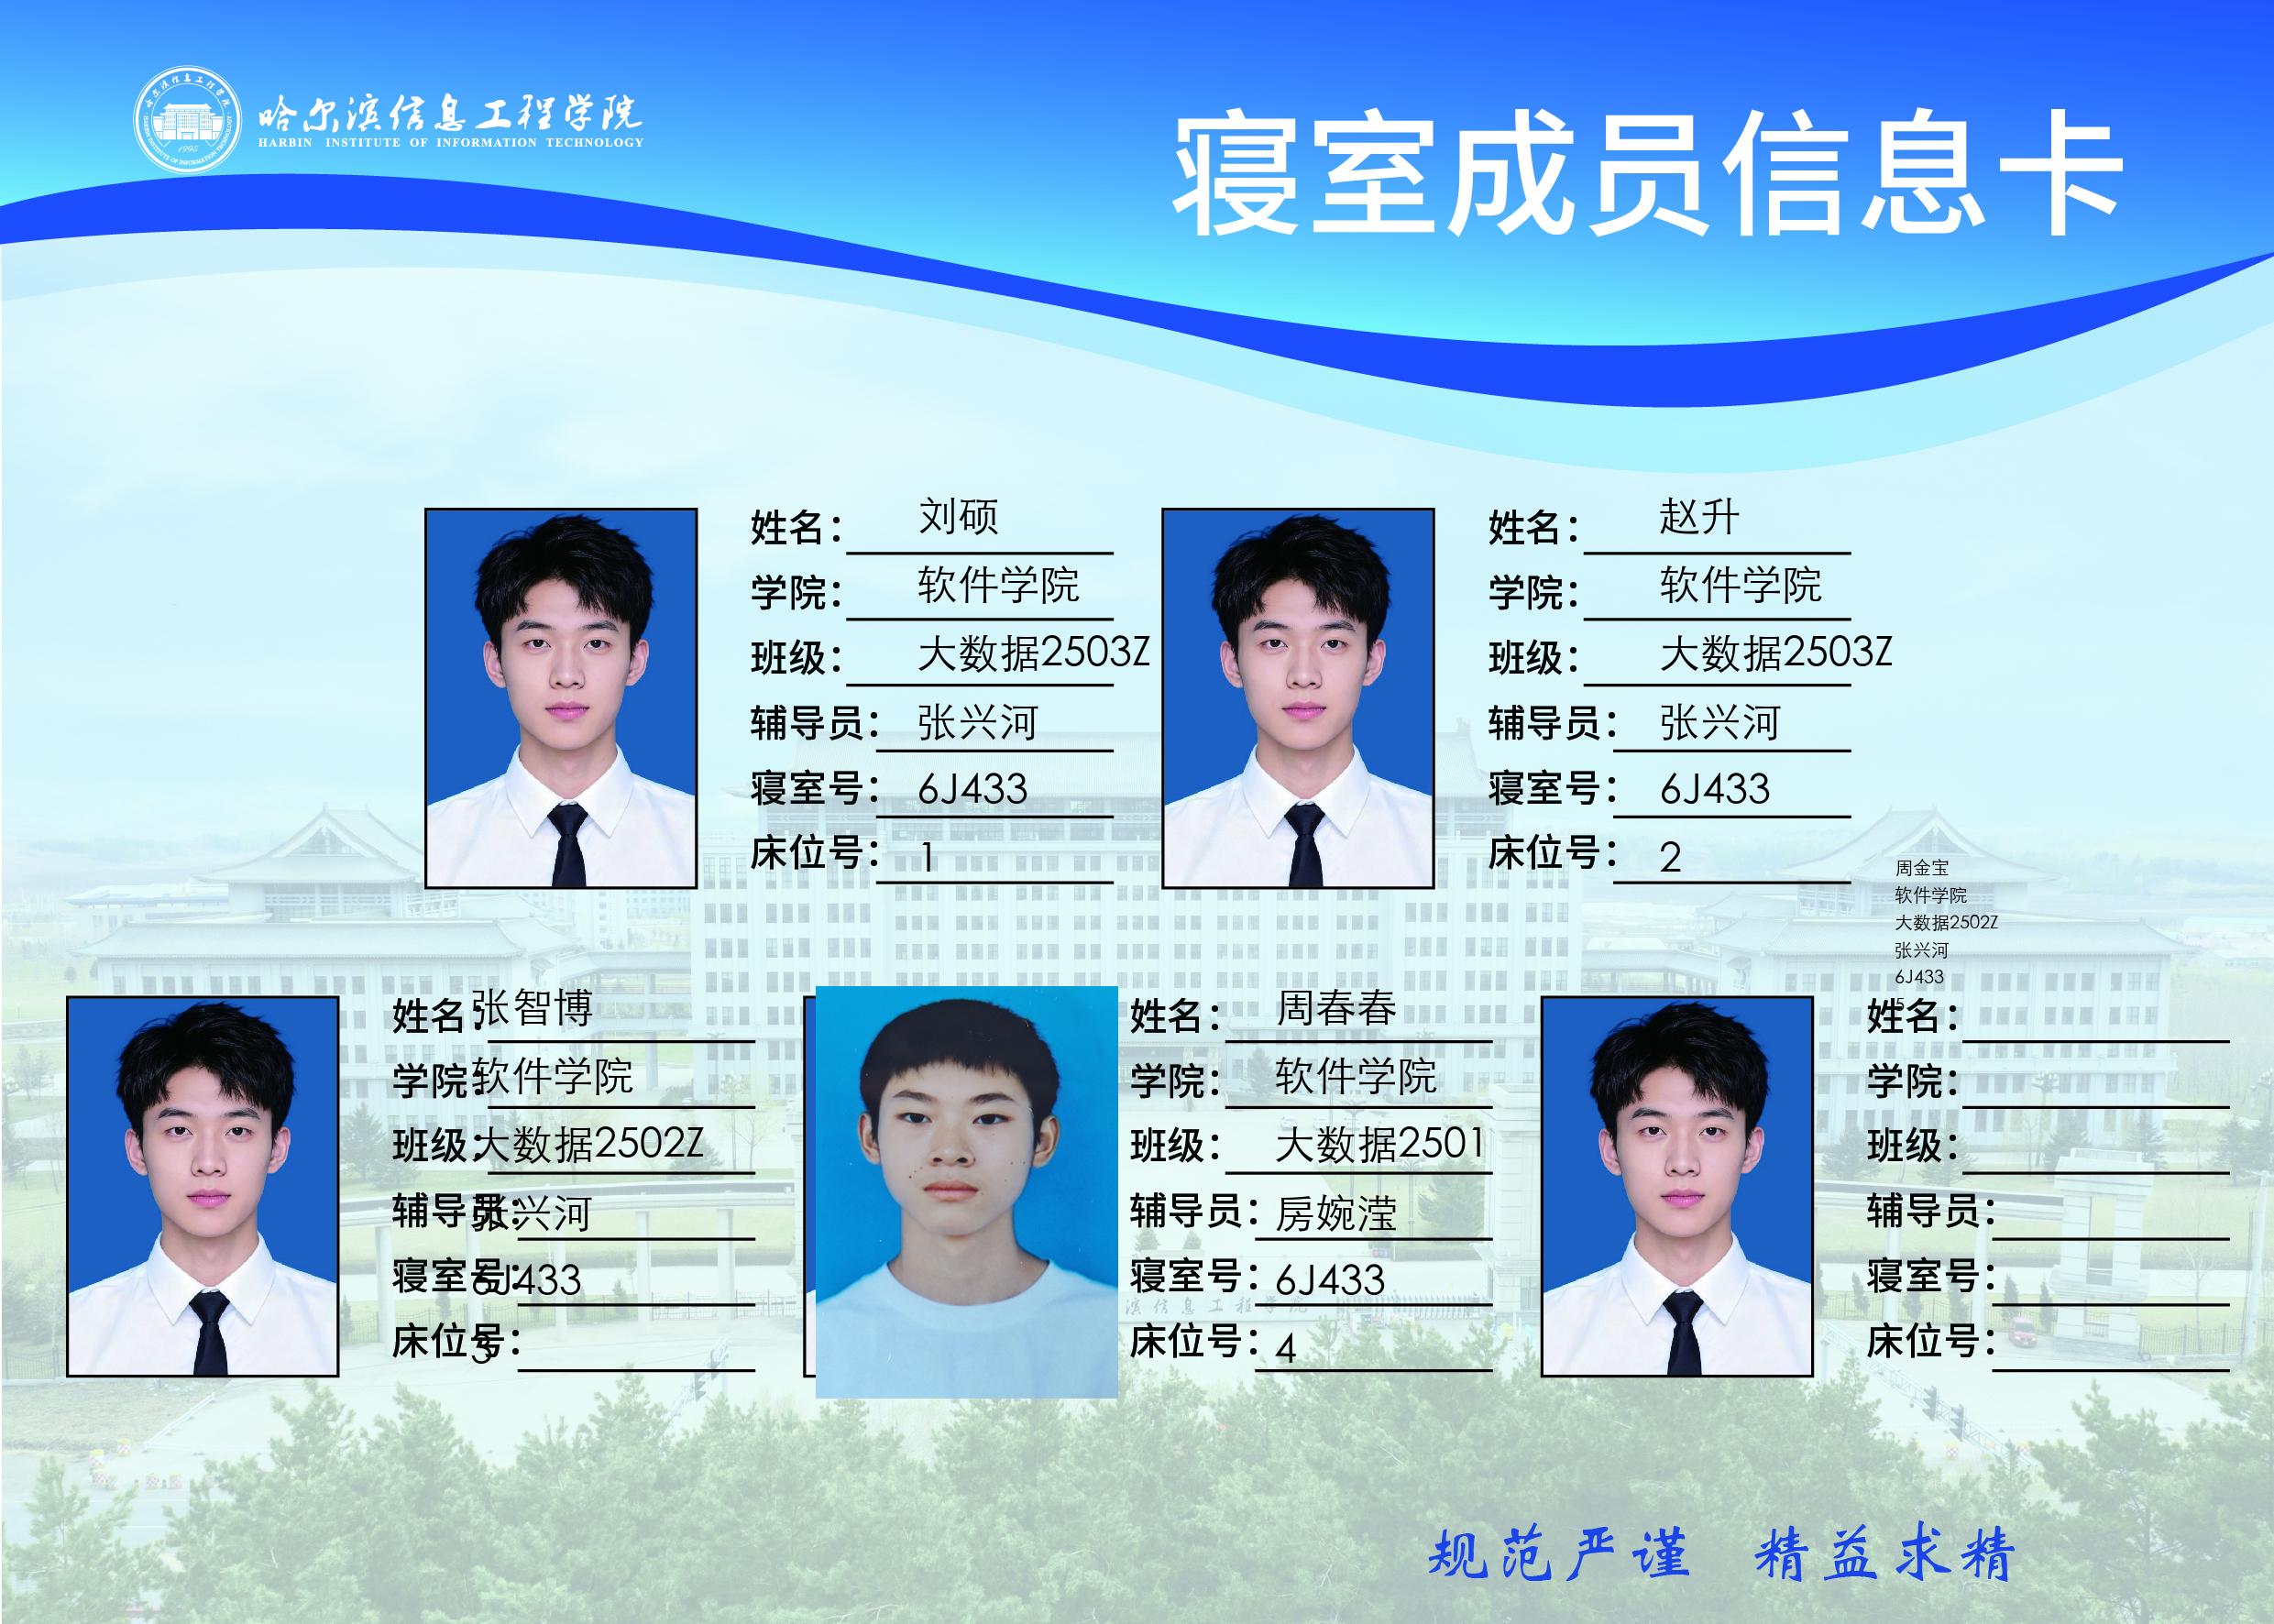 哈尔滨信息工程学院
HARBIN INSTITUTE OF INFORMATION TECHNOLOGY
1995
寝室成员信息卡
姓名：刘硕
学院：软件学院
班级：大数据2503Z
辅导员：张兴河
寝室号：6J433
床位号：1
姓名：赵升
学院：软件学院
班级：大数据2503Z
辅导员：张兴河
寝室号：6J433
床位号：2
周金宝
软件学院
大数据2502Z
张兴河
6J433
5
姓名：张智博
学院：软件学院
班级：大数据2502Z
辅导员：张兴河
寝室号：6J433
床位号：3
姓名：周春春
学院：软件学院
班级：大数据2501
辅导员：房婉滢
寝室号：6J433
床位号：4
姓名：
学院：
班级：
辅导员：
寝室号：
床位号：
滨信息工程学院
规范严谨 精益求精